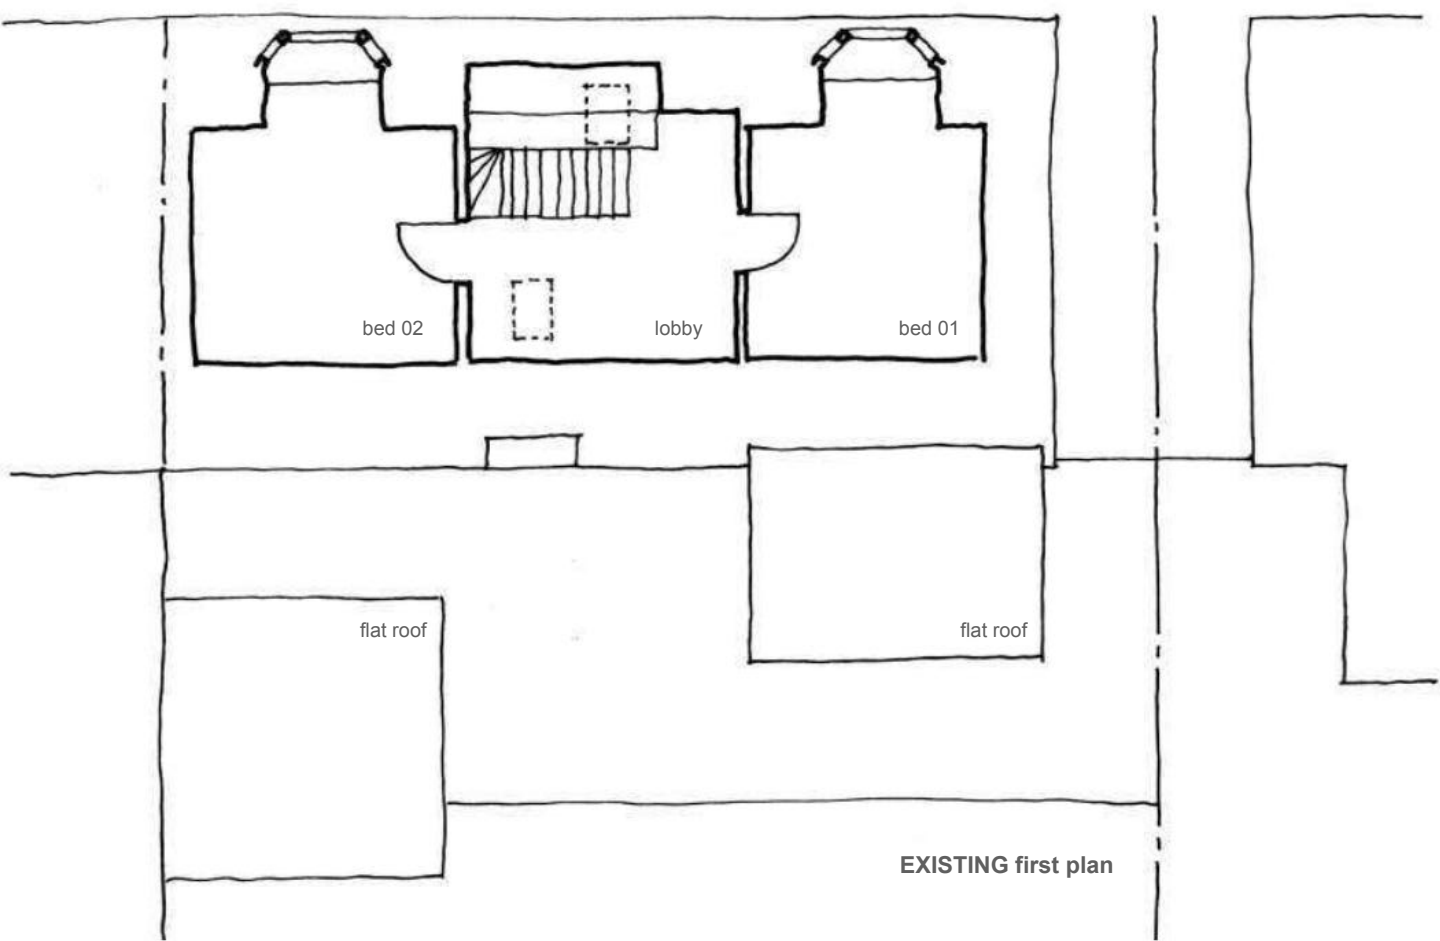 bed 02
lobby
bed 01
flat roof
flat roof
EXISTING first plan